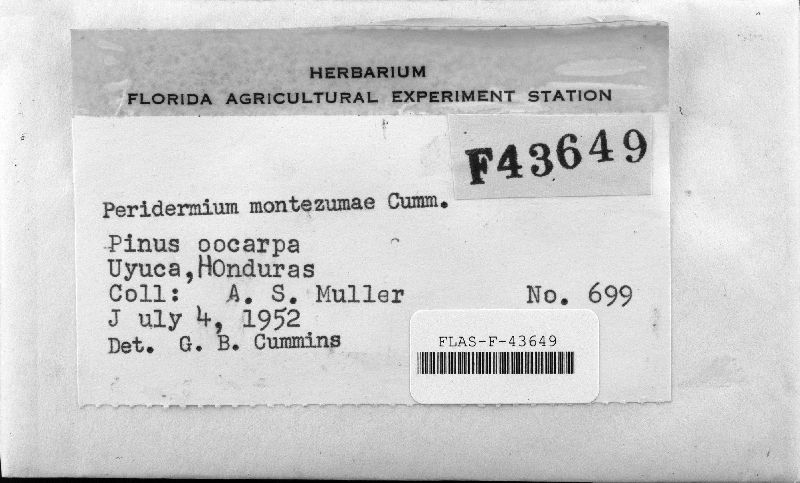 HERBARIUM
FLORIDA AGRICULTURAL EXPERIMENT STATION
F43649
Peridermium montezumae Cumm.
Pinus oocarpa
Uyuca, HOnduras
Coll: A. S. Muller No. 699
J uly 4, 1952
Det. G. B. Cummins
FLAS-F-43649